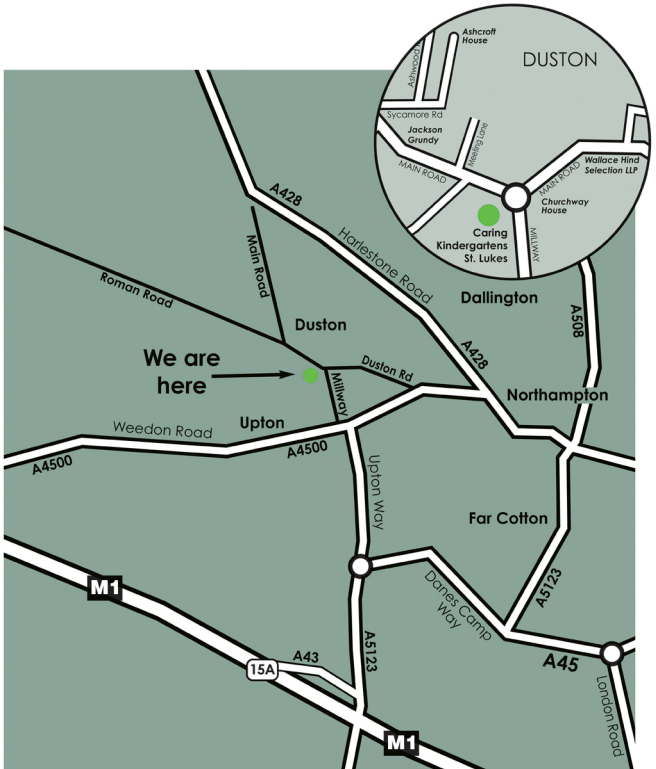 Ashcroft
House
DUSTON
Ashwood
Sycamore Rd
Jackson
Grundy
Meeting Lane
MAIN ROAD
MAIN ROAD
Wallace Hind
Selection LLP
Churchway
House
Caring
Kindergartens
St. Lukes
MILLWAY
A428
Main Road
Harlestone Road
Roman Road
Dallington
A508
Duston
We are
here
Duston Rd
A428
Millway
Northampton
Upton
Weedon Road
A4500
A4500
Upton Way
Far Cotton
A5123
Danes Camp
Way
M1
A5123
A43
15A
A45
London Road
M1